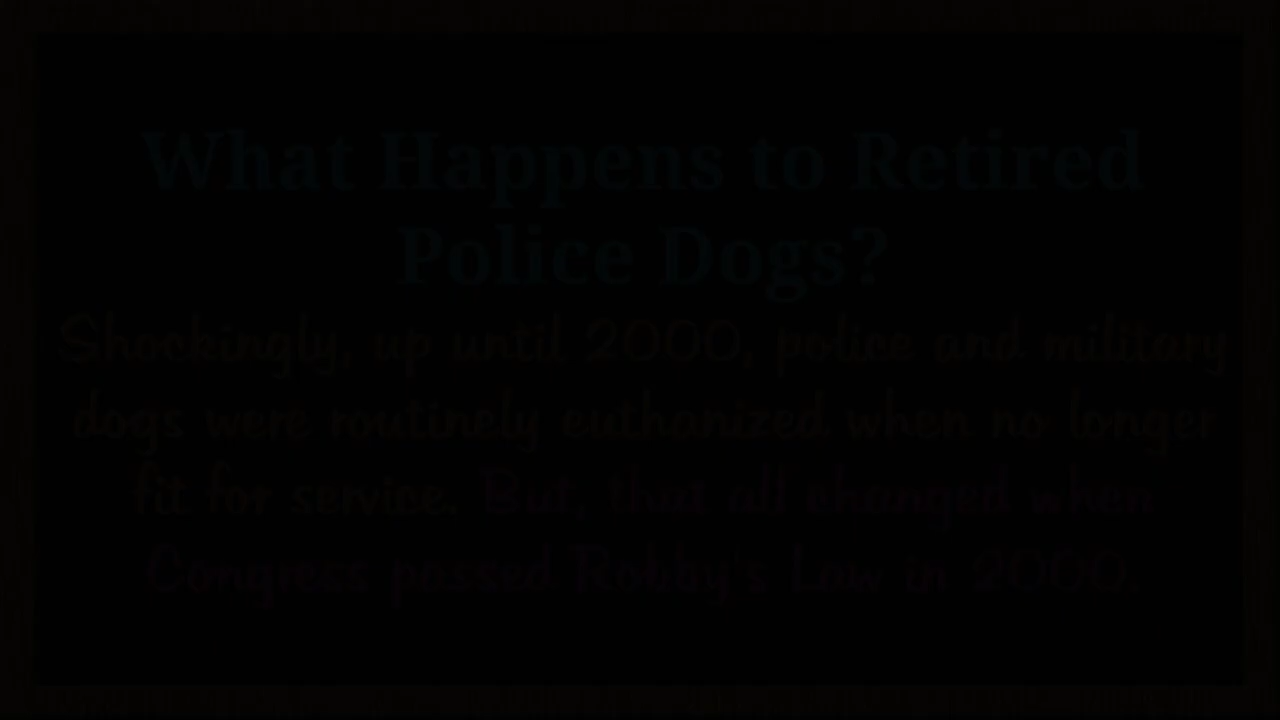 What Happens to Retired
Police Dogs?
Shockingly, up until 2000, police and military
dogs were routinely euthanized when no longer
fit for service. But, that all changed when
Congress passed Robby's Law in 2000.